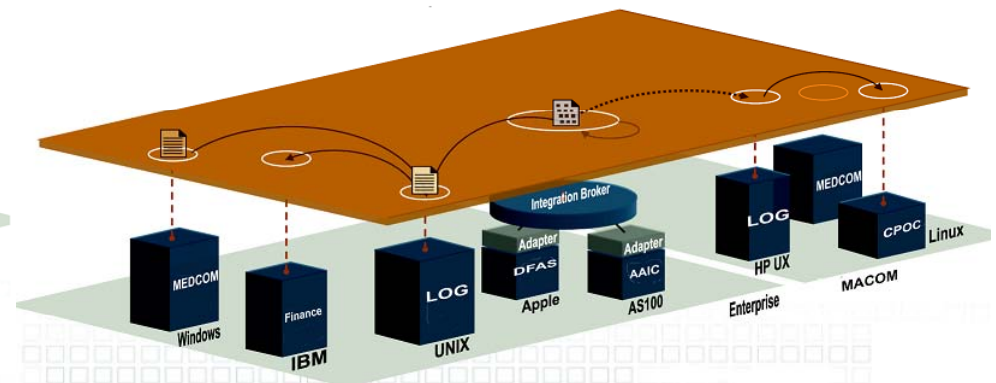 MEDCOM
Windows
Finance
IBM
LOG
UNIX
Integration Broker
Adapter
DFAS
Apple
Adapter
AAIC
AS100
Enterprise
LOG
HP UX
MEDCOM
CPOC
Linux
MACOM